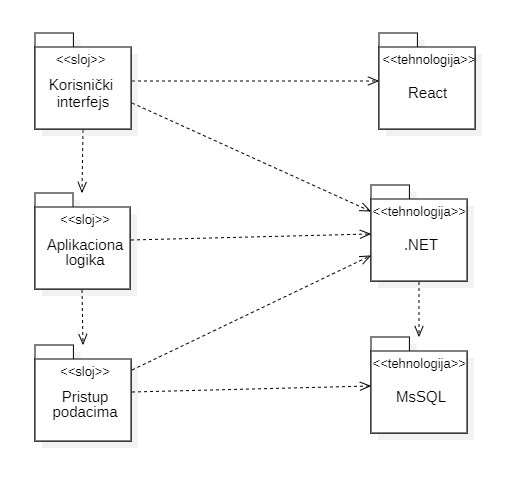 <<sloj>>
Korisnički
interfejs
<<tehnologija>>
React
<<sloj>>
Aplikaciona
logika
<<tehnologija>>
.NET
<<sloj>>
Pristup
podacima
<<tehnologija>>
MsSQL